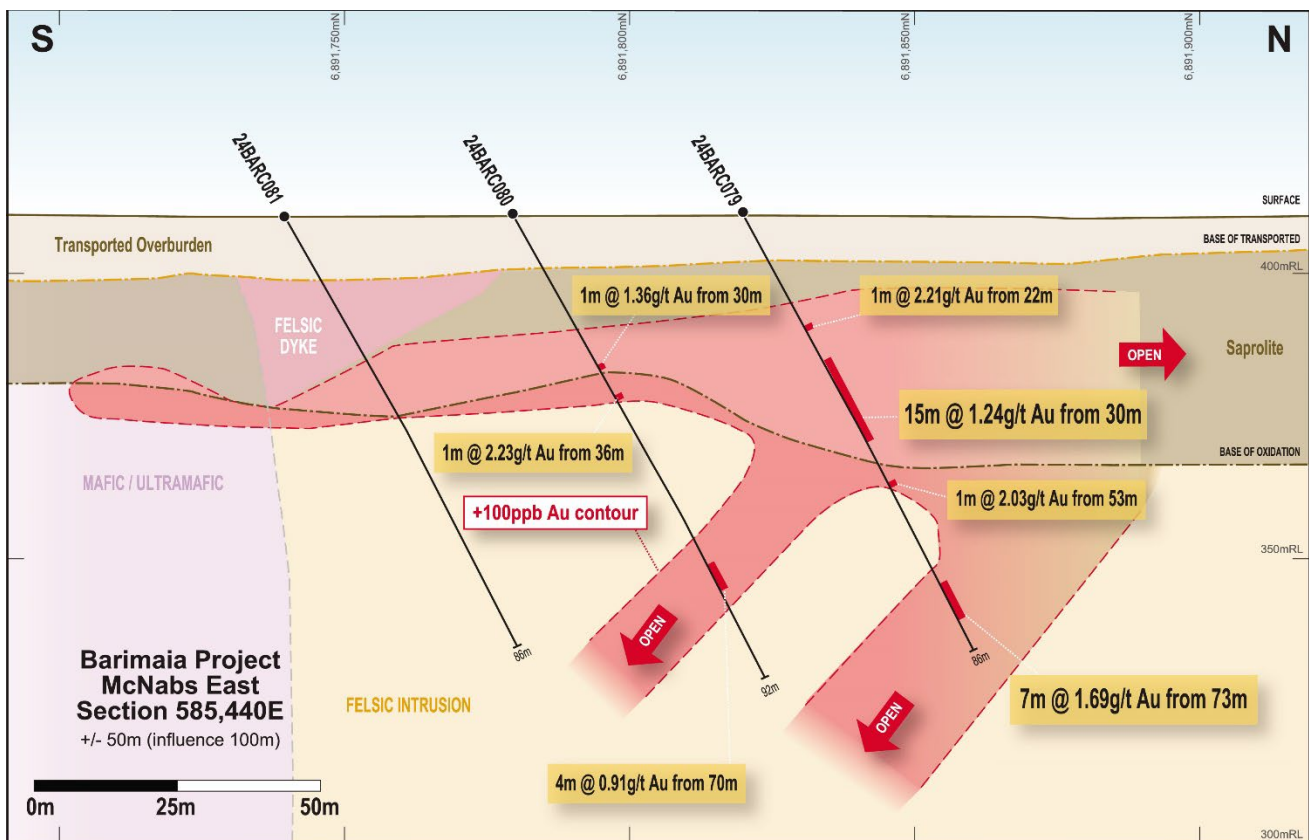 S
N
6,891,750mN
6,891,800mN
6,891,850mN
6,891,900mN
24BARC081
24BARC080
24BARC079
SURFACE
Transported Overburden
BASE OF TRANSPORTED
400mRL
1m @ 1.36g/t Au from 30m
1m @ 2.21g/t Au from 22m
FELSIC
DYKE
OPEN
Saprolite
15m @ 1.24g/t Au from 30m
1m @ 2.23g/t Au from 36m
BASE OF OXIDATION
MAFIC / ULTRAMAFIC
1m @ 2.03g/t Au from 53m
+100ppb Au contour
350mRL
OPEN
86m
92m
86m
Barimaia Project
McNabs East
Section 585,440E
+/- 50m (influence 100m)
FELSIC INTRUSION
7m @ 1.69g/t Au from 73m
OPEN
4m @ 0.91g/t Au from 70m
0m
25m
50m
300mRL